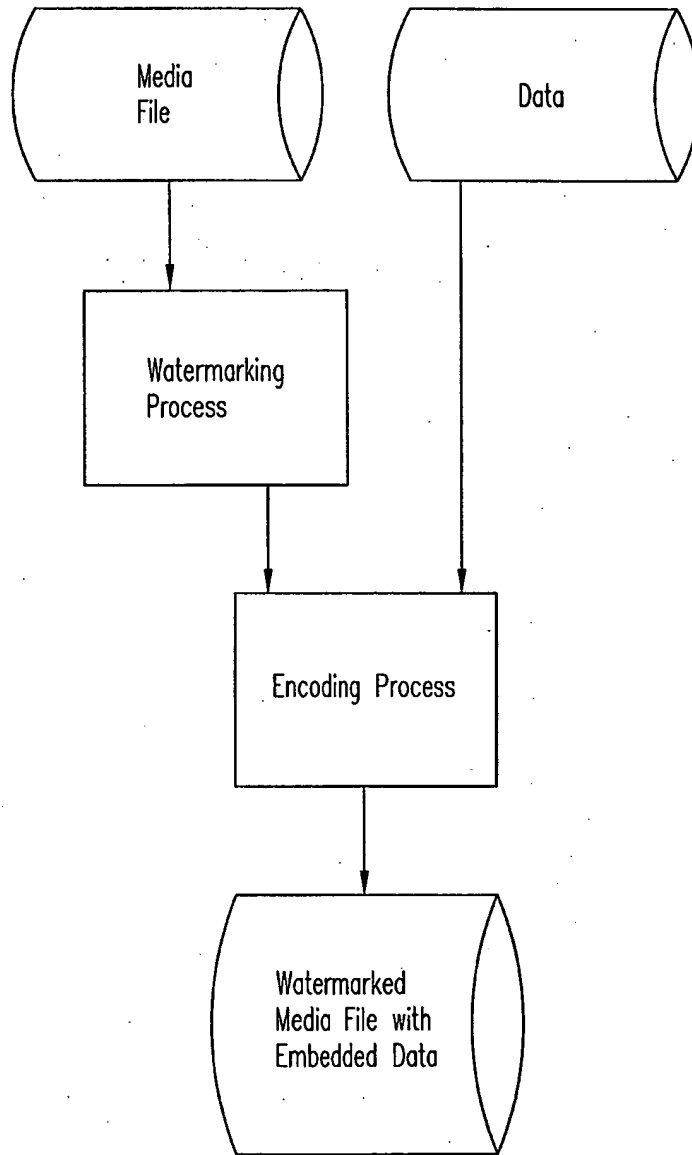 Media
File
Data
Watermarking
Process
Encoding Process
Watermarked
Media File with
Embedded Data